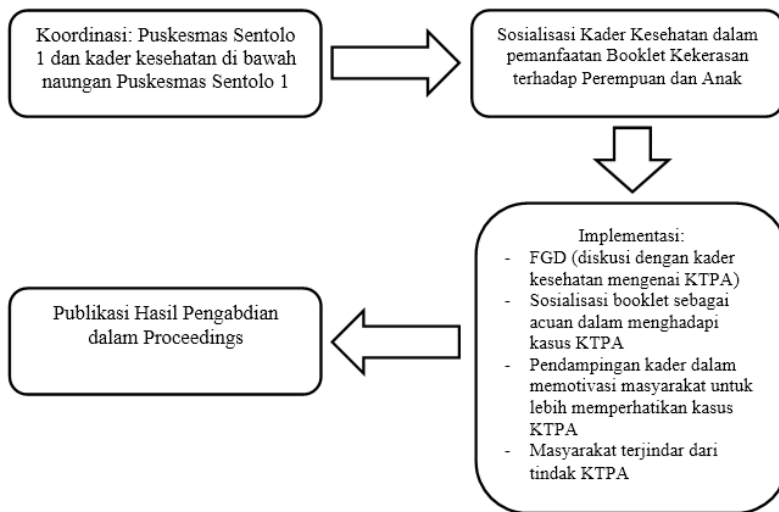 Koordinasi: Puskesmas Sentolo
1 dan kader kesehatan di bawah
naungan Puskesmas Sentolo 1
Sosialisasi Kader Kesehatan dalam
pemanfaatan Booklet Kekerasan
terhadap Perempuan dan Anak
Implementasi:
- FGD (diskusi dengan kader
kesehatan mengenai KTPA)
- Sosialisasi booklet sebagai
acuan dalam menghadapi
kasus KTPA
- Pendampingan kader dalam
memotivasi masyarakat untuk
lebih memperhatikan kasus
KTPA
- Masyarakat terjindar dari
tindak KTPA
Publikasi Hasil Pengabdian
dalam Proceedings